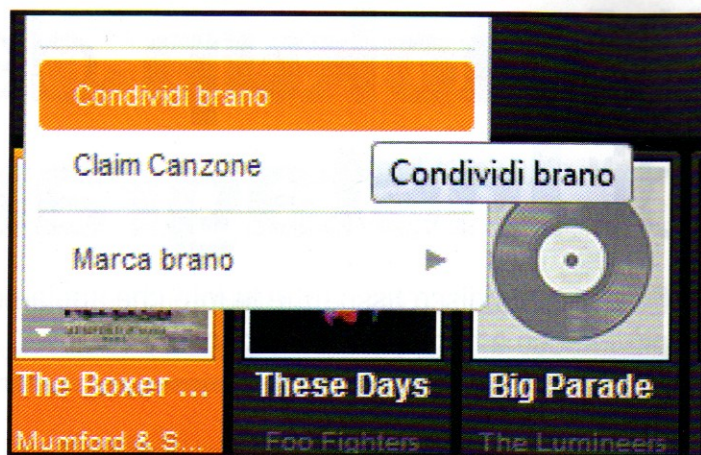 Condividi brano
Claim Canzone
Condividi brano
Marca brano
The Boxer ...
These Days
Big Parade
Mumford & S...
Foo Fighters
The Lumineers